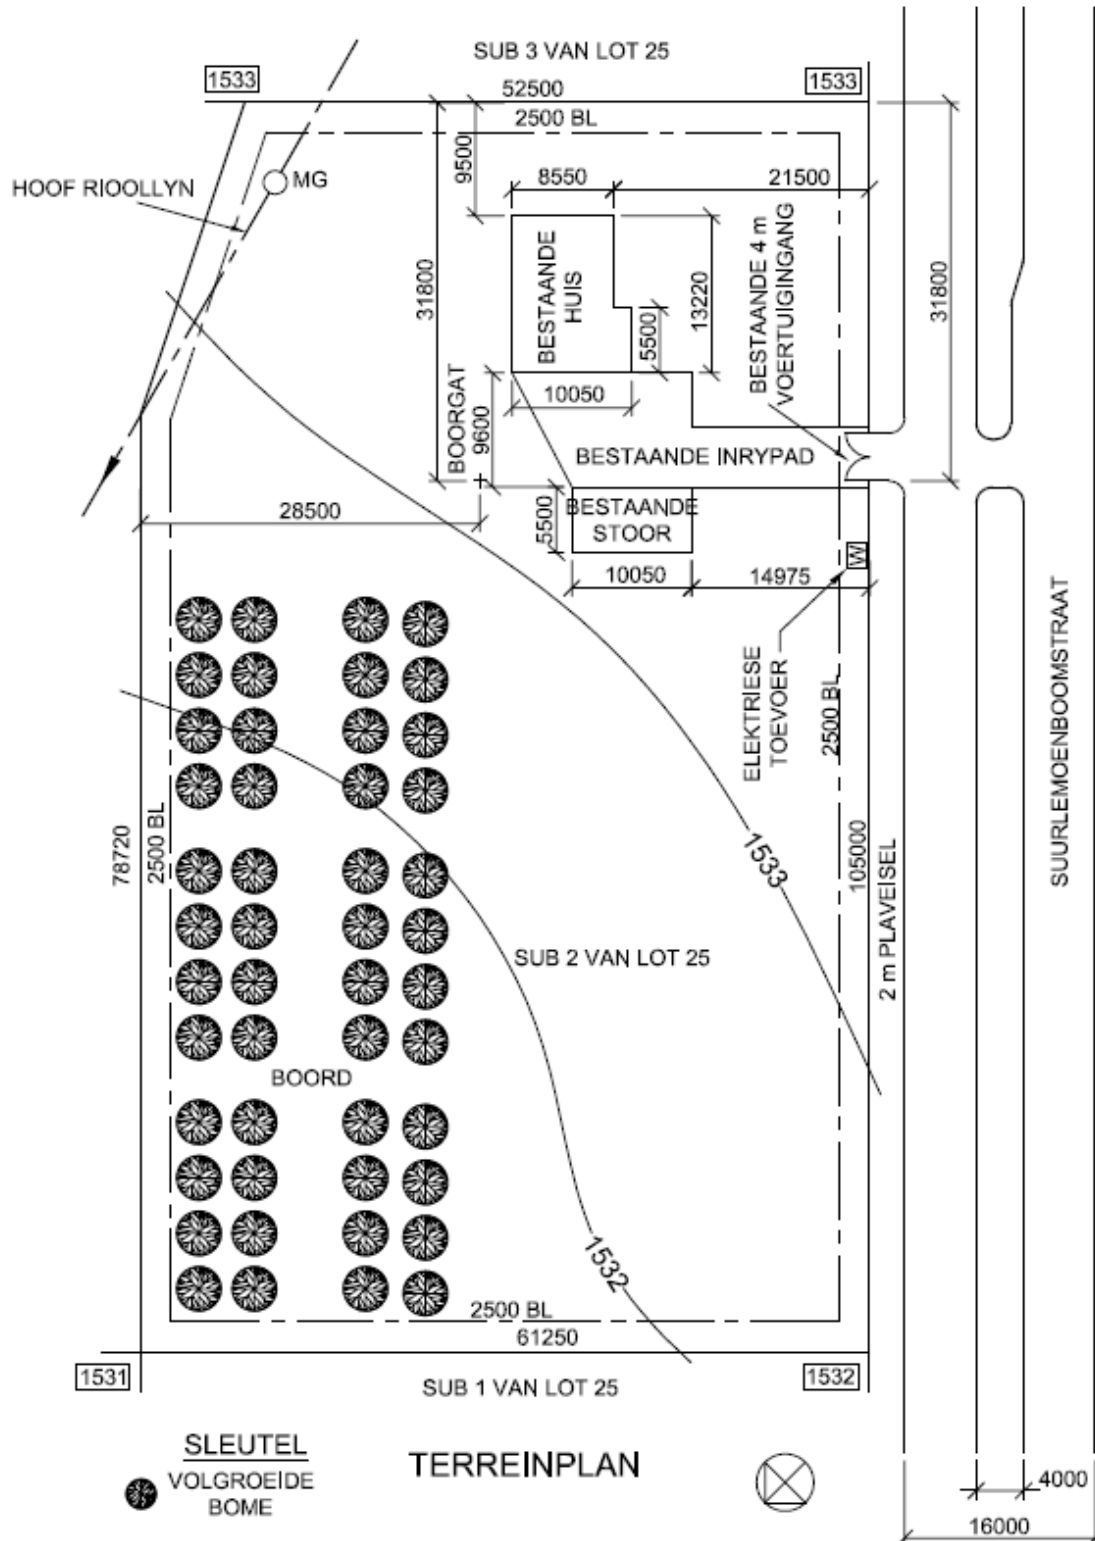 SUB 3 VAN LOT 25
1533
1533
52500
2500 BL
HOOF RIOOLLYN
MG
9500
8550
21500
31800
BESTAANDE
HUIS
13220
5500
BESTAANDE 4 m
VOERTUIGINGANG
31800
10050
BOORGAT
9600
BESTAANDE INRYPAD
28500
5500
BESTAANDE
STOOR
W
10050
14975
ELEKTRIESE
TOEVOER
2500 BL
SUURLEMOENBOOMSTRAAT
78720
2500 BL
1533
105000
2 m PLAVEISEL
SUB 2 VAN LOT 25
BOORD
1532
2500 BL
61250
1531
1532
SUB 1 VAN LOT 25
SLEUTEL
VOLGROEIDE
BOME
TERREINPLAN
4000
16000